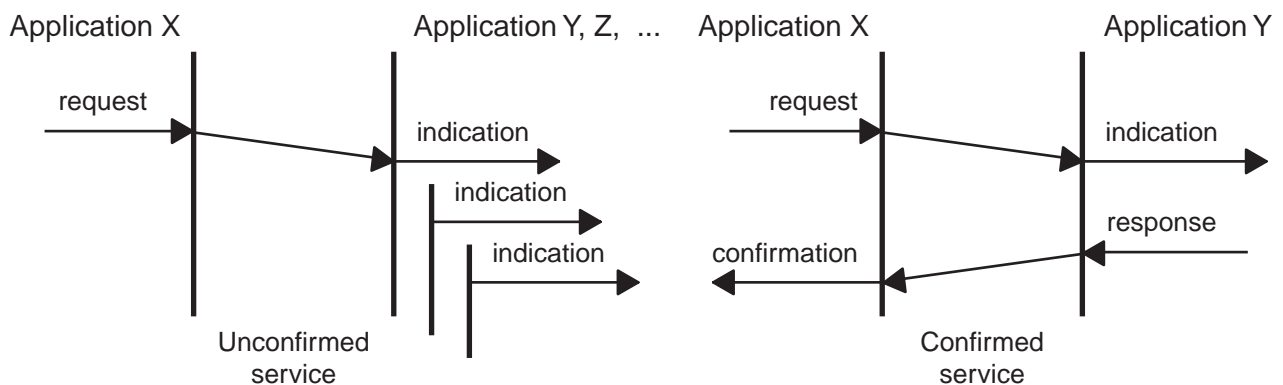 Application X
Application Y, Z, ...
request
indication
indication
indication
Unconfirmed
service
Application X
Application Y
request
indication
response
confirmation
Confirmed
service